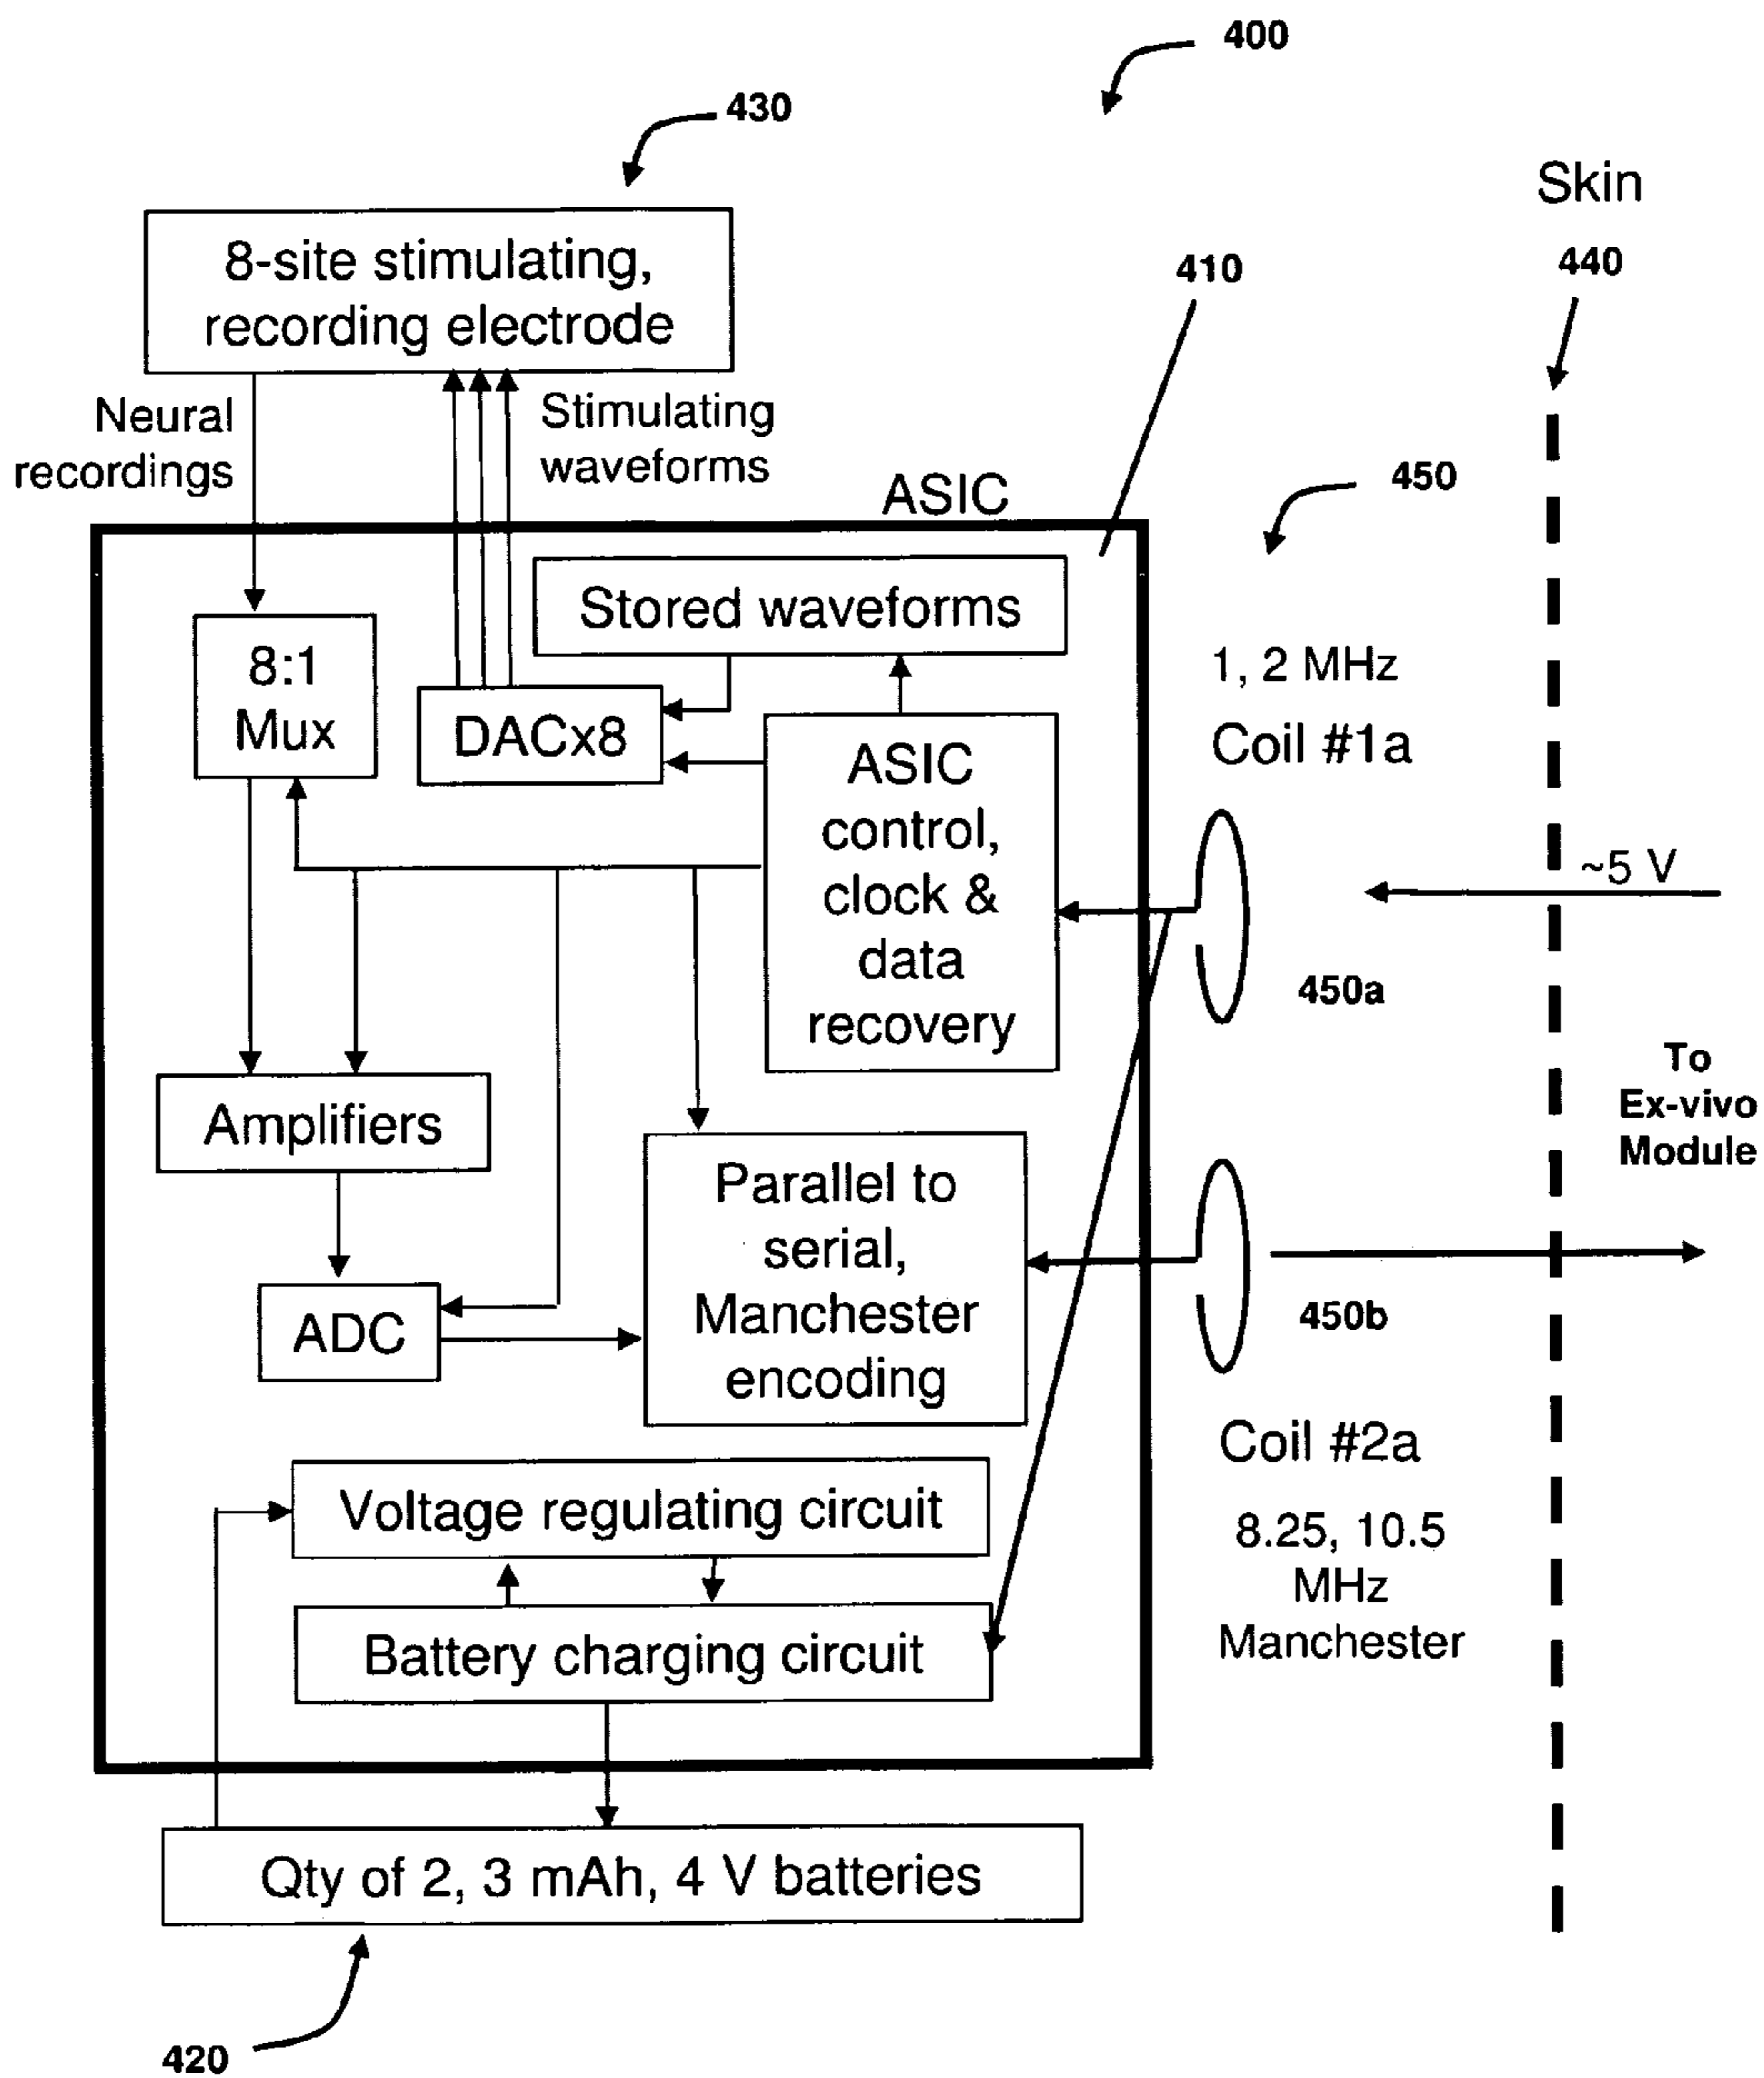 400
430
Skin
8-site stimulating,
recording electrode
410
440
Neural
recordings
Stimulating
waveforms
ASIC
450
Stored waveforms
8:1
Mux
DACx8
1, 2 MHz
Coil #1a
ASIC
control,
clock &
data
recovery
~5 V
450a
To
Ex-vivo
Module
Amplifiers
Parallel to
serial,
Manchester
encoding
ADC
450b
Coil #2a
8.25, 10.5
MHz
Manchester
Voltage regulating circuit
Battery charging circuit
Qty of 2, 3 mAh, 4 V batteries
420